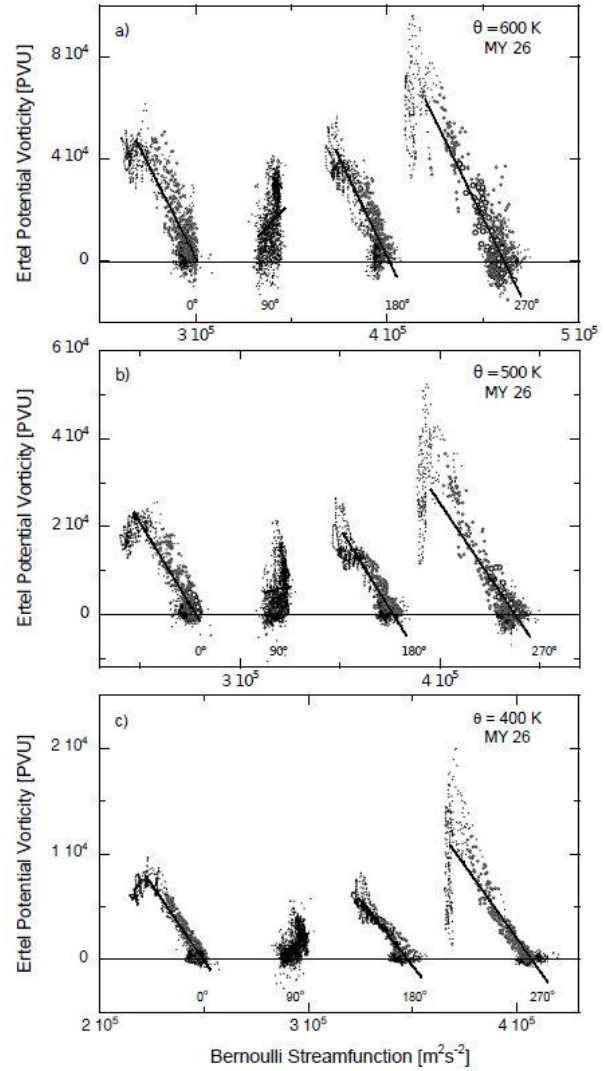 a)
θ = 600 K
MY 26
Ertel Potential Vorticity [PVU]
8 10⁴
4 10⁴
0
0°
90°
180°
270°
3 10⁵
4 10⁵
5 10⁵
b)
θ = 500 K
MY 26
Ertel Potential Vorticity [PVU]
6 10⁴
4 10⁴
2 10⁴
0
0°
90°
180°
270°
3 10⁵
4 10⁵
c)
θ = 400 K
MY 26
Ertel Potential Vorticity [PVU]
2 10⁴
1 10⁴
0
0°
90°
180°
270°
2 10⁵
3 10⁵
4 10⁵
Bernoulli Streamfunction [m²s⁻²]